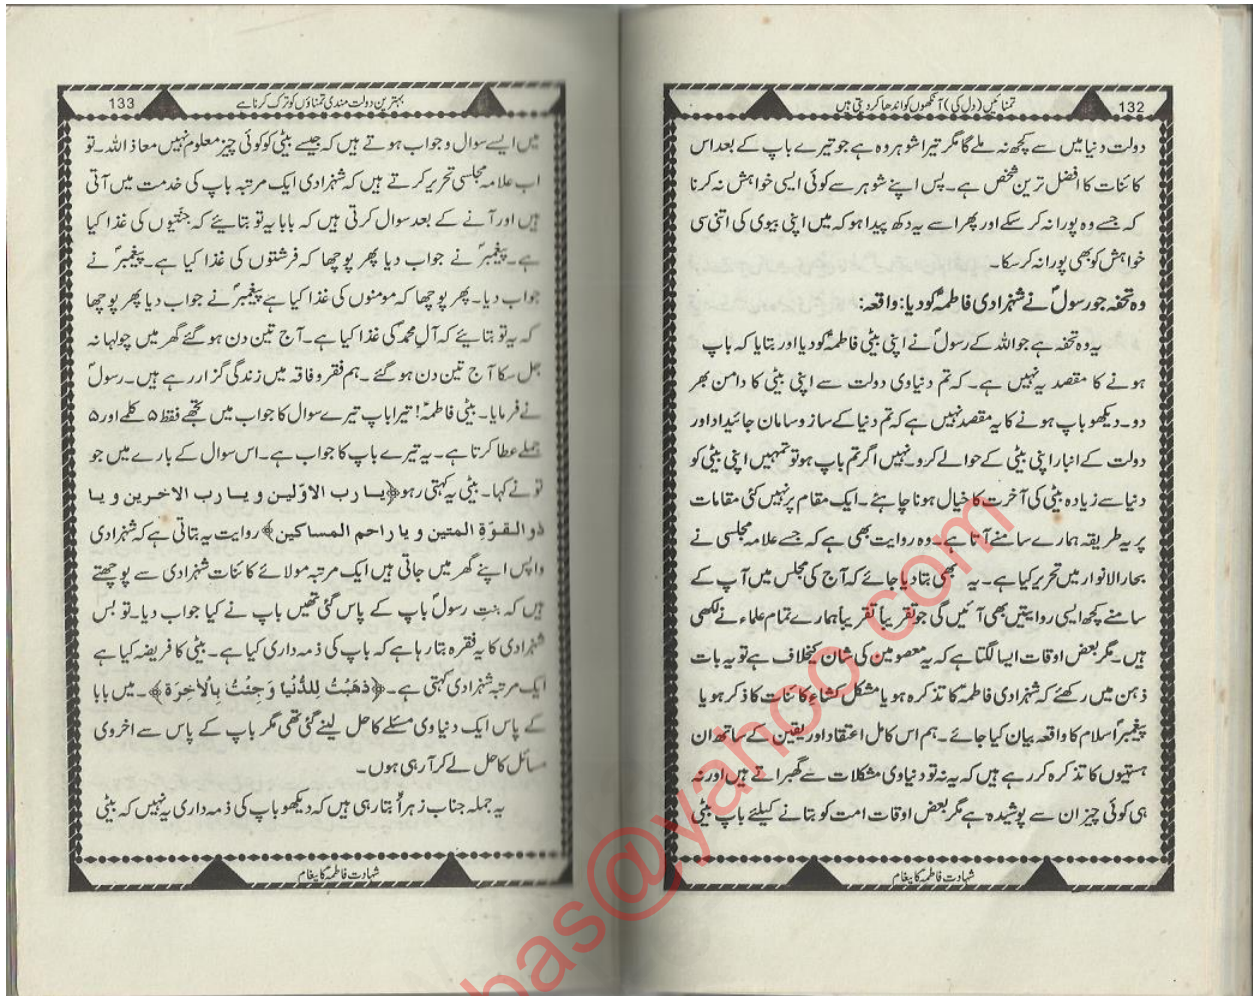 132
تمنائیں (دل کی) آنکھوں کو اندھا کر دیتی ہیں
دولت دنیا میں سے کچھ نہ ملے گا مگر تیرا شوہر وہ ہے جو تیرے باپ کے بعد اس
کائنات کا افضل ترین شخص ہے۔ پس اپنے شوہر سے کوئی ایسی خواہش نہ کرنا
کہ جسے وہ پورا نہ کر سکے اور پھر اسے یہ دکھ پیدا ہو کہ میں اپنی بیوی کی اتنی سی
خواہش کو بھی پورا نہ کر سکا۔
وہ تحفہ جو رسولؐ نے شہزادی فاطمہؑ کو دیا: واقعہ:
یہ وہ تحفہ ہے جو اللہ کے رسولؐ نے اپنی بیٹی فاطمہؑ کو دیا اور بتایا کہ باپ
ہونے کا مقصد یہ نہیں ہے۔ کہ تم دنیاوی دولت سے اپنی بیٹی کا دامن بھر
دو۔ دیکھو باپ ہونے کا یہ مقصد نہیں ہے کہ تم دنیا کے ساز و سامان جائیداد اور
دولت کے انبار اپنی بیٹی کے حوالے کرو۔ نہیں اگر تم باپ ہو تو تمہیں اپنی بیٹی کو
دنیا سے زیادہ بیٹی کی آخرت کا خیال ہونا چاہئے۔ ایک مقام پر نہیں کئی مقامات
پر یہ طریقہ ہمارے سامنے آتا ہے۔ وہ روایت بھی ہے کہ جسے علامہ مجلسی نے
بحار الانوار میں تحریر کیا ہے۔ یہ بھی بتا دیا جائے کہ آج کی مجلس میں آپ کے
سامنے کچھ ایسی روایتیں بھی آئیں گی جو تقریباً تقریباً ہمارے تمام علماء نے لکھی
ہیں۔ مگر بعض اوقات ایسا لگتا ہے کہ یہ معصومین کی شان کیخلاف ہے تو یہ بات
ذہن میں رکھئے کہ شہزادی فاطمہؑ کا تذکرہ ہو یا مشکل کشاءِ کائنات کا ذکر ہو یا
پیغمبرؐ اسلام کا واقعہ بیان کیا جائے۔ ہم اس کامل اعتقاد اور یقین کے ساتھ ان
ہستیوں کا تذکرہ کر رہے ہیں کہ یہ نہ تو دنیاوی مشکلات سے گھبراتے ہیں اور نہ
ہی کوئی چیز ان سے پوشیدہ ہے مگر بعض اوقات امت کو بتانے کیلئے باپ بیٹی
شہادت فاطمہؑ کا پیغام
بہترین دولت مندی تمناؤں کو ترک کرنا ہے
133
میں ایسے سوال و جواب ہوتے ہیں کہ جیسے بیٹی کو کوئی چیز معلوم نہیں معاذ اللہ۔ تو
اب علامہ مجلسی تحریر کرتے ہیں کہ شہزادی ایک مرتبہ باپ کی خدمت میں آتی
ہیں اور آنے کے بعد سوال کرتی ہیں کہ بابا یہ تو بتائیے کہ جنتیوں کی غذا کیا
ہے۔ پیغمبرؐ نے جواب دیا پھر پوچھا کہ فرشتوں کی غذا کیا ہے۔ پیغمبرؐ نے
جواب دیا۔ پھر پوچھا کہ مومنوں کی غذا کیا ہے پیغمبرؐ نے جواب دیا پھر پوچھا
کہ یہ تو بتائیے کہ آلِ محمدؐ کی غذا کیا ہے۔ آج تین دن ہو گئے گھر میں چولہا نہ
جل سکا آج تین دن ہو گئے۔ ہم فقر و فاقہ میں زندگی گزار رہے ہیں۔ رسولؐ
نے فرمایا۔ بیٹی فاطمہؑ! تیرا باپ تیرے سوال کا جواب میں تجھے فقط ۵ کلمے اور ۵
جملے عطا کرتا ہے۔ یہ تیرے باپ کا جواب ہے۔ اس سوال کے بارے میں جو
تو نے کہا۔ بیٹی یہ کہتی رہو ﴿یا رب الاوّلین و یا رب الآخرین و یا
ذو القوّۃ المتین و یا راحم المساکین﴾ روایت یہ بتاتی ہے کہ شہزادی
واپس اپنے گھر میں جاتی ہیں ایک مرتبہ مولائے کائنات شہزادی سے پوچھتے
ہیں کہ بنتِ رسولؐ باپ کے پاس گئی تھیں باپ نے کیا جواب دیا۔ تو بس
شہزادی کا یہ فقرہ بتا رہا ہے کہ باپ کی ذمہ داری کیا ہے۔ بیٹی کا فریضہ کیا ہے
ایک مرتبہ شہزادی کہتی ہے۔ ﴿ذَهَبْتُ لِلدُّنْيَا وَجِئْتُ بِالْاٰخِرَة﴾۔ میں بابا
کے پاس ایک دنیاوی مسئلے کا حل لینے گئی تھی مگر باپ کے پاس سے اخروی
مسائل کا حل لے کر آ رہی ہوں۔
یہ جملہ جناب زہراؑ بتا رہی ہیں کہ دیکھو باپ کی ذمہ داری یہ نہیں کہ بیٹی
شہادت فاطمہؑ کا پیغام
bas@yahoo.com